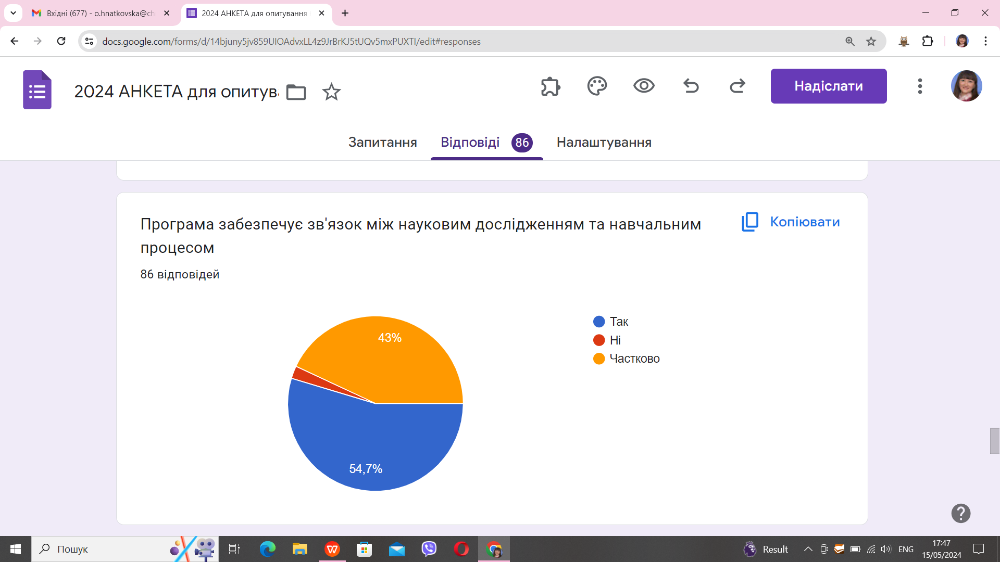 Вхідні (677) - o.hnatkovska@ch
2024 АНКЕТА для опитування
docs.google.com/forms/d/14bjuny5jv859UIOAdvxLL4z9JrBrKJ5tUQv5mxPUXTI/edit#responses
2024 АНКЕТА для опитув
Надіслати
Запитання
Відповіді 86
Налаштування
Програма забезпечує зв'язок між науковим дослідженням та навчальним
процесом
Копіювати
86 відповідей
43%
54,7%
Так
Ні
Частково
Пошук
Result
ENG
17:47
15/05/2024